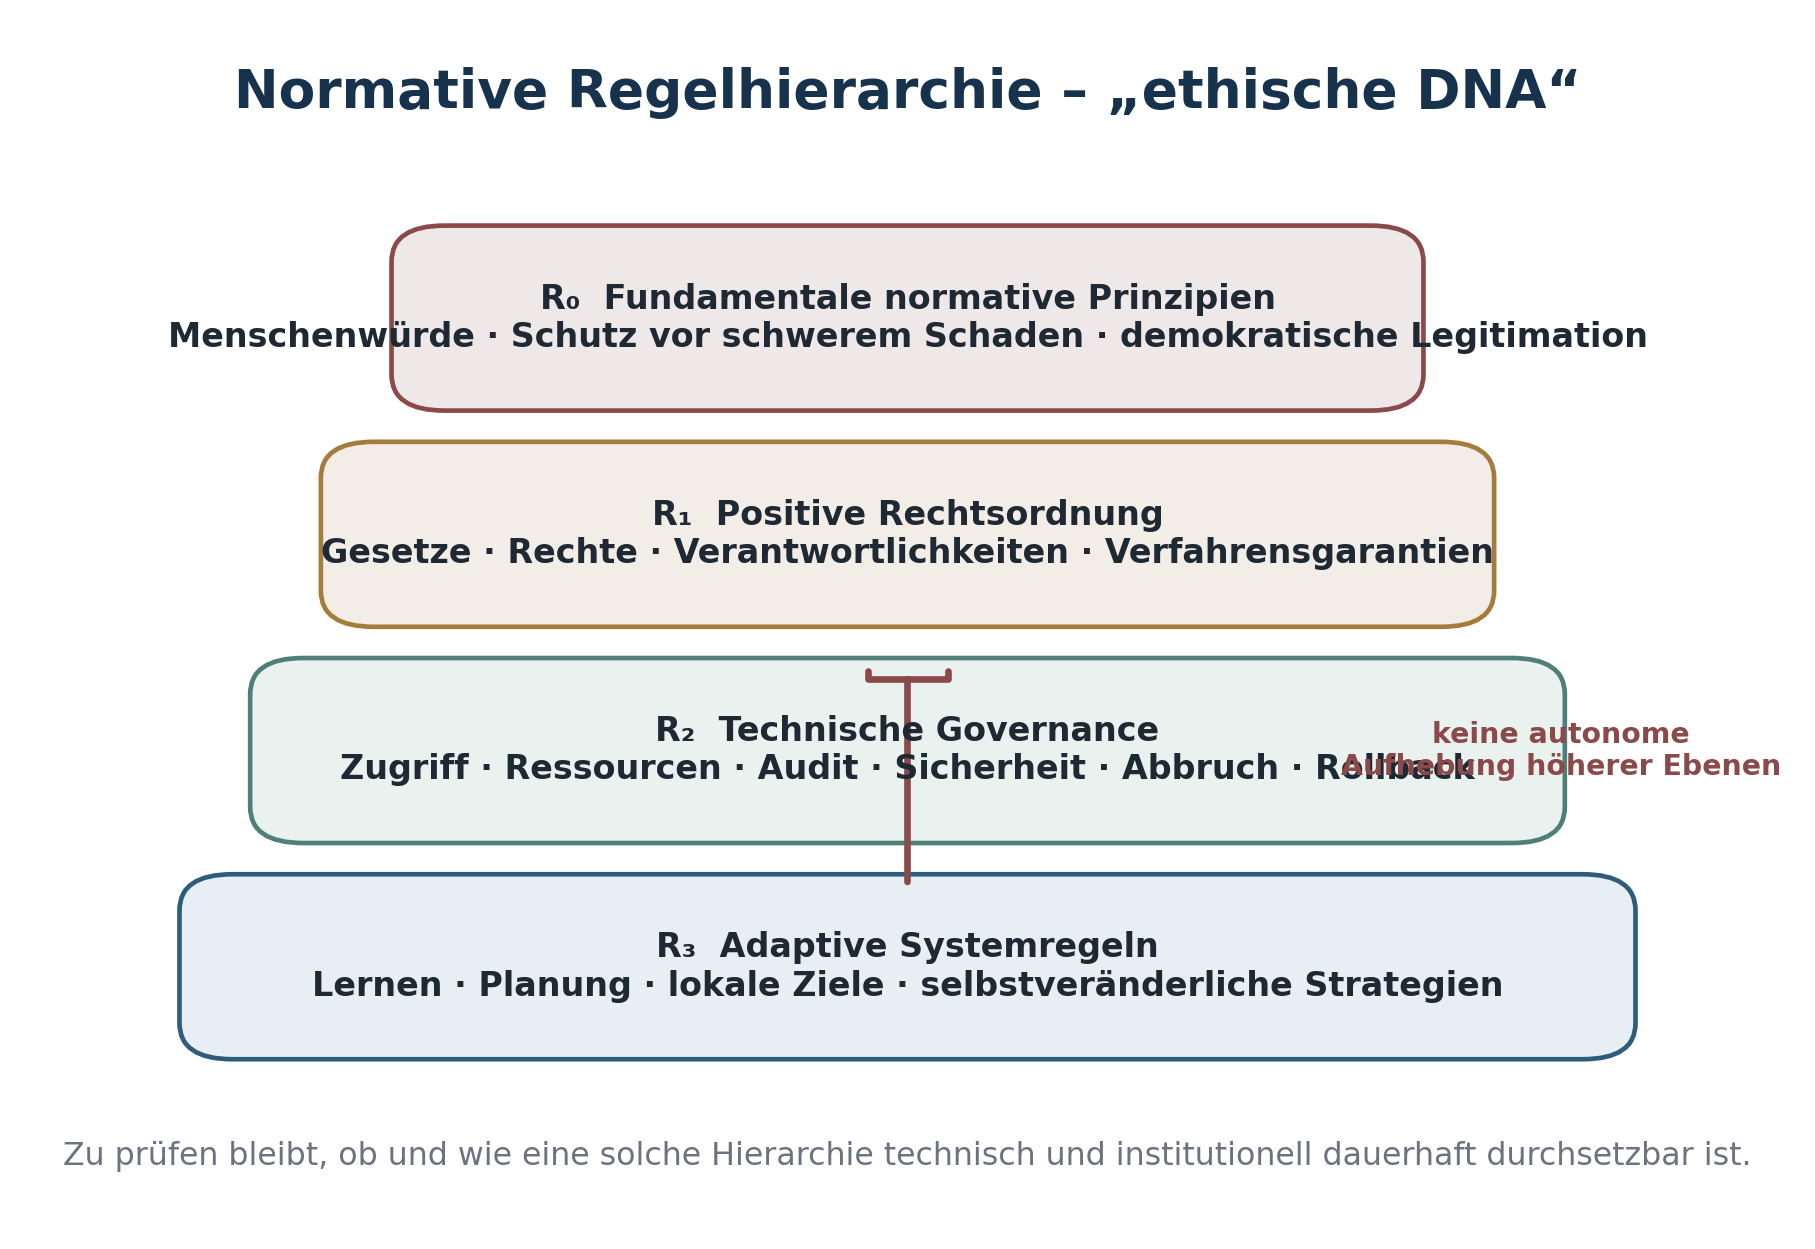 Normative Regelhierarchie – „ethische DNA“
R₀  Fundamentale normative Prinzipien
Menschenwürde · Schutz vor schwerem Schaden · demokratische Legitimation
R₁  Positive Rechtsordnung
Gesetze · Rechte · Verantwortlichkeiten · Verfahrensgarantien
R₂  Technische Governance
Zugriff · Ressourcen · Audit · Sicherheit · Abbruch · Rollback
keine autonome
Aufhebung höherer Ebenen
R₃  Adaptive Systemregeln
Lernen · Planung · lokale Ziele · selbstveränderliche Strategien
Zu prüfen bleibt, ob und wie eine solche Hierarchie technisch und institutionell dauerhaft durchsetzbar ist.